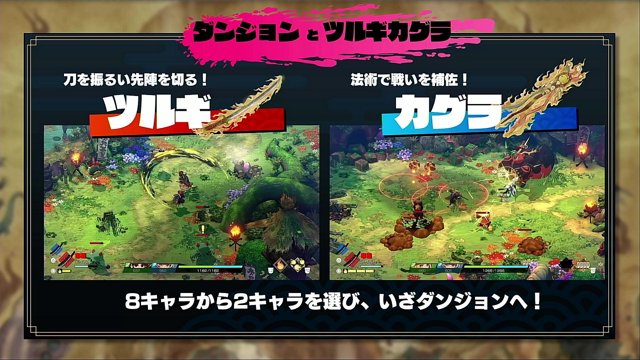 ダンジョンとツルギカグラ
刀を振るい先陣を切る！
ツルギ
法術で戦いを補佐！
カグラ
8キャラから2キャラを選び、いざダンジョンへ！